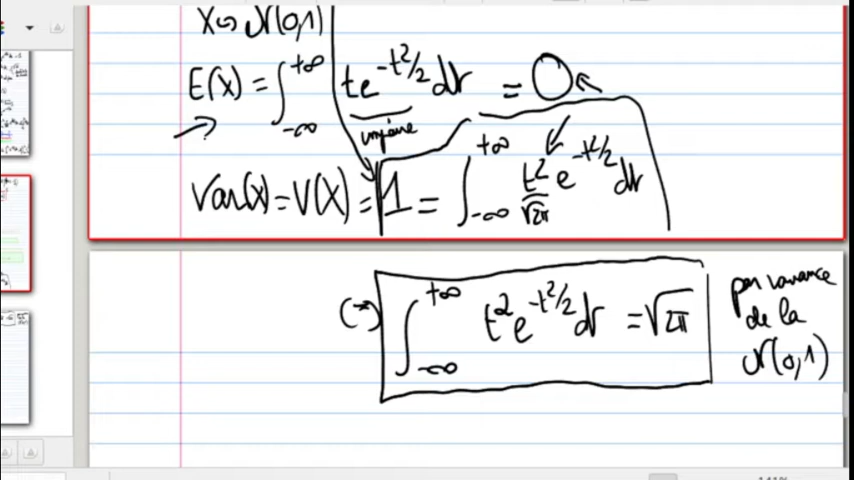 X ↪ N(0,1)
E(X) = ∫_{-∞}^{+∞} te^{-t²/2} dt = 0
impaire
Var(X) = V(X) = 1 = ∫_{-∞}^{+∞} t²/√2π e^{-t²/2} dt
∫_{-∞}^{+∞} t² e^{-t²/2} dt = √2π
par variance
de la
N(0,1)
141%